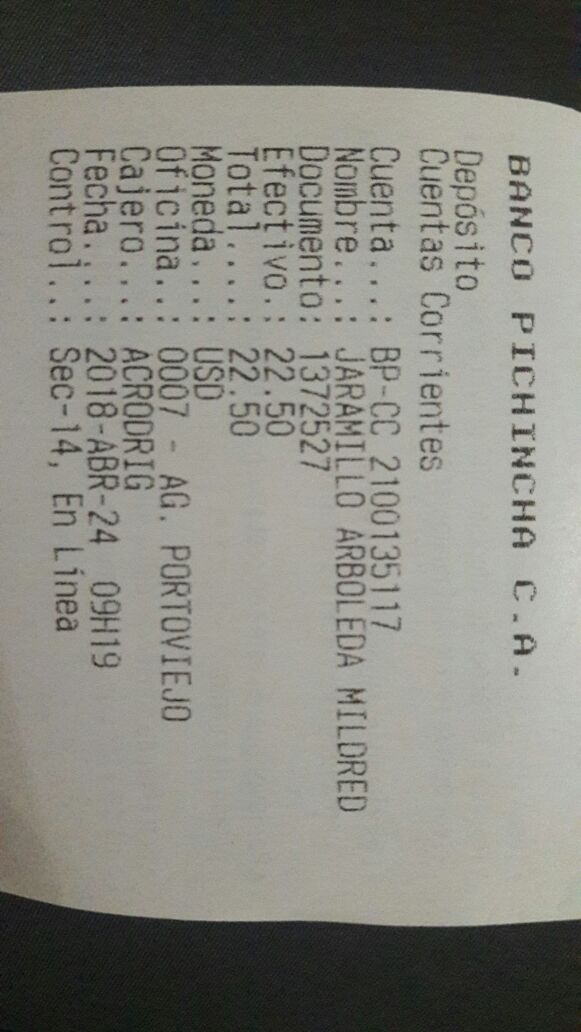 BANCO PICHINCHA C.A.
Depósito
Cuentas Corrientes
Cuenta...: BP-CC 2100135117
Nombre...: JARAMILLO ARBOLEDA MILDRED
Documento: 1372527
Efectivo.: 22.50
Total....: 22.50
Moneda...: USD
Oficina..: 0007 - AG. PORTOVIEJO
Cajero...: ACRODRIG
Fecha....: 2018-ABR-24 09H19
Control..: Sec-14, En Línea